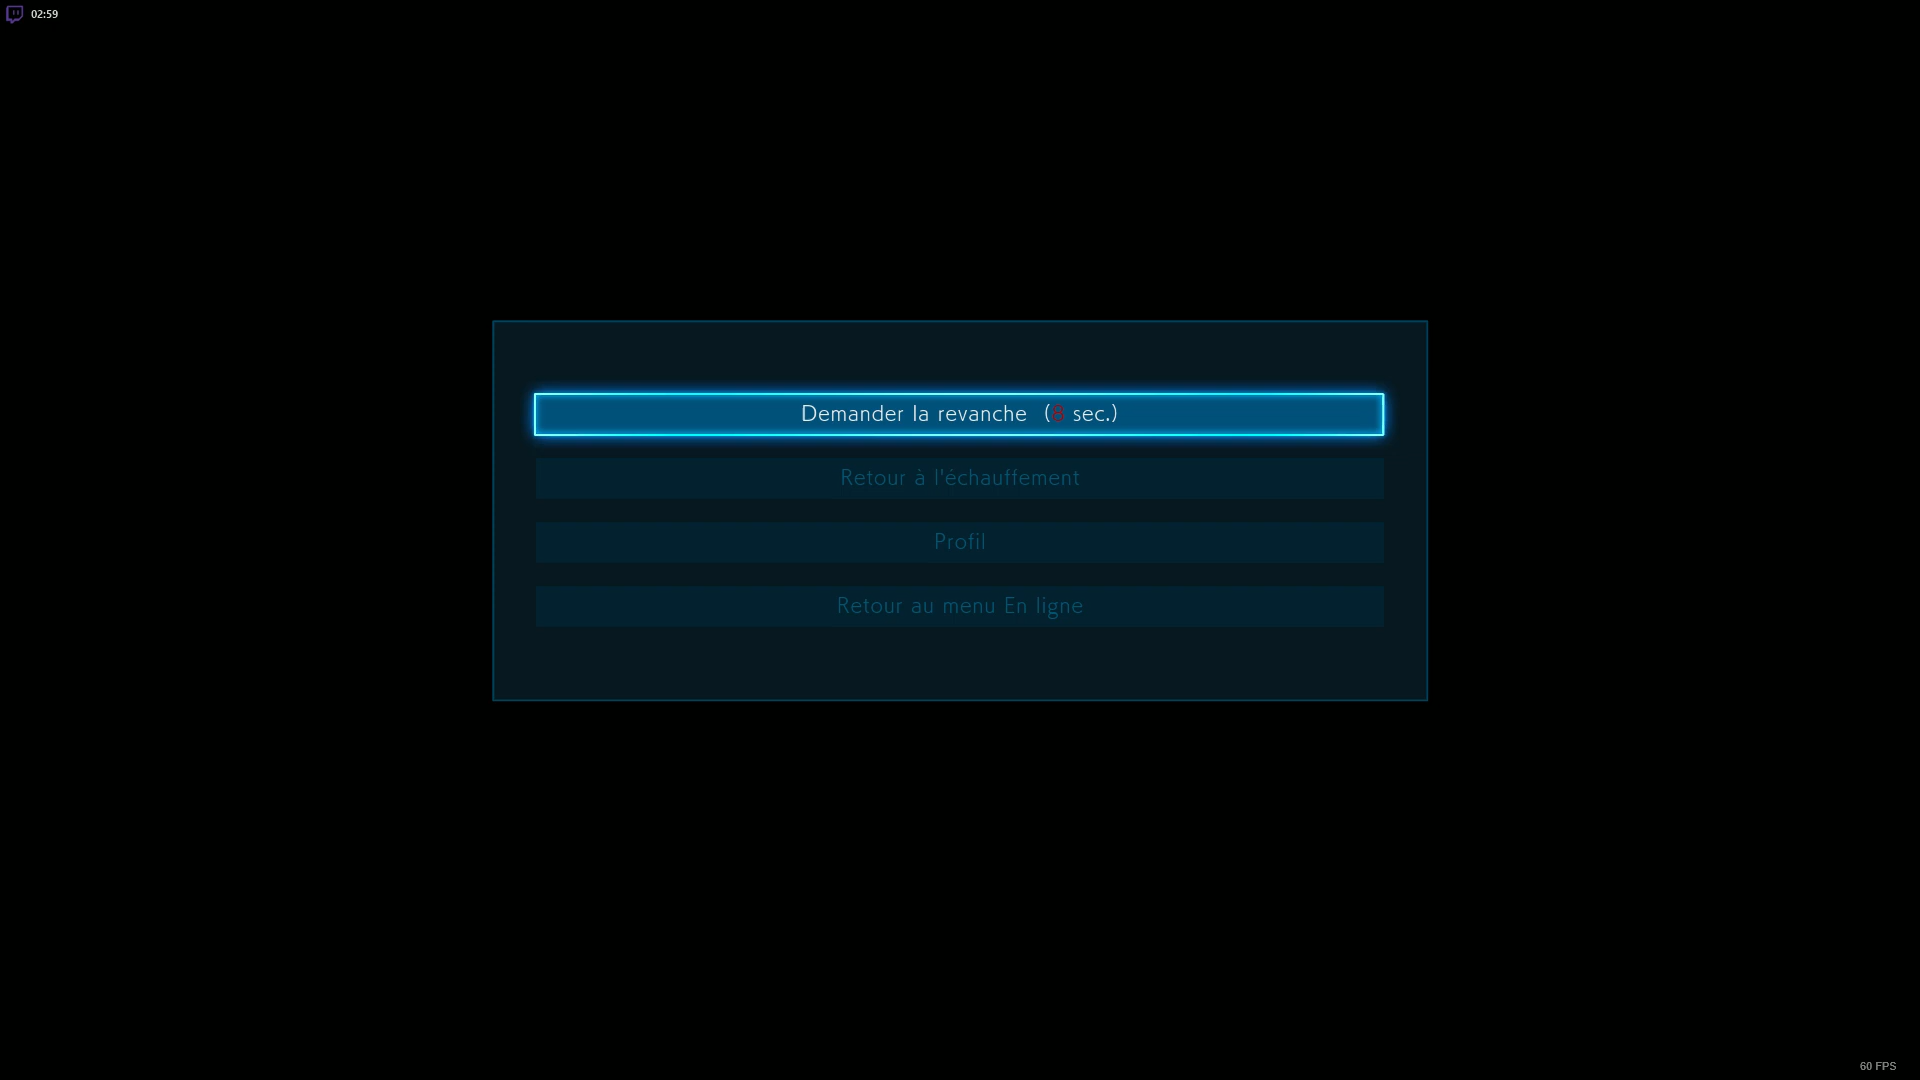 02:59
Demander la revanche (8 sec.)
Retour à l'échauffement
Profil
Retour au menu En ligne
60 FPS